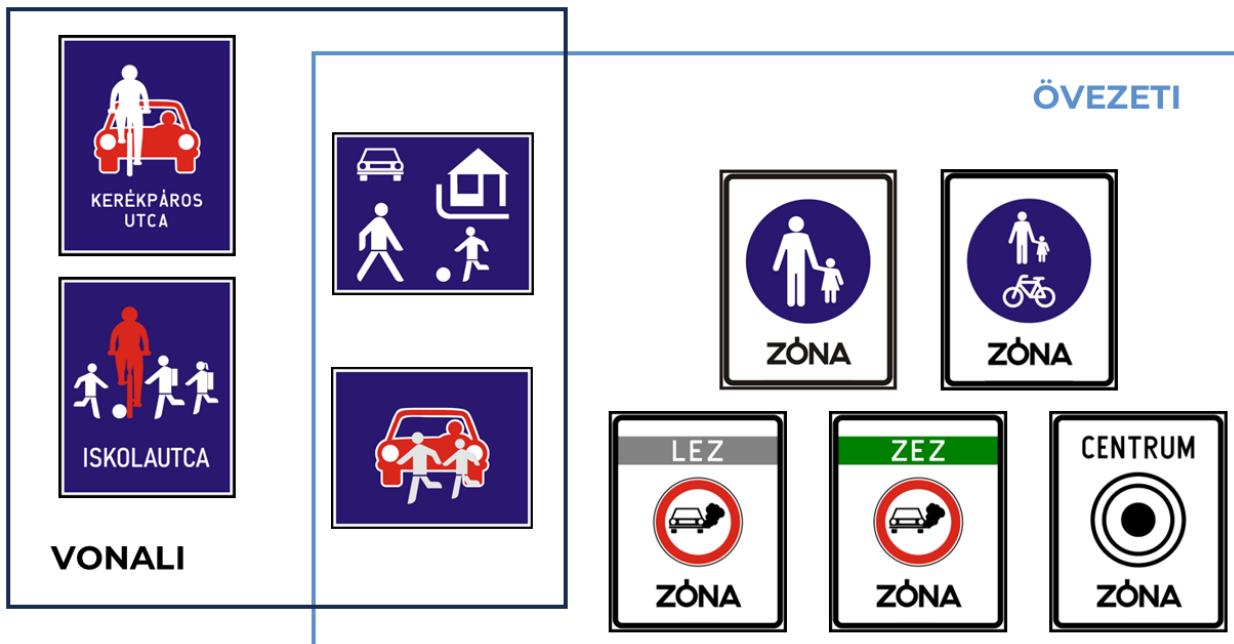 ÖVEZETI
KERÉKPÁROS
UTCA
ISKOLAUTCA
VONALI
ZÓNA
ZÓNA
LEZ
ZÓNA
ZEZ
ZÓNA
CENTRUM
ZÓNA